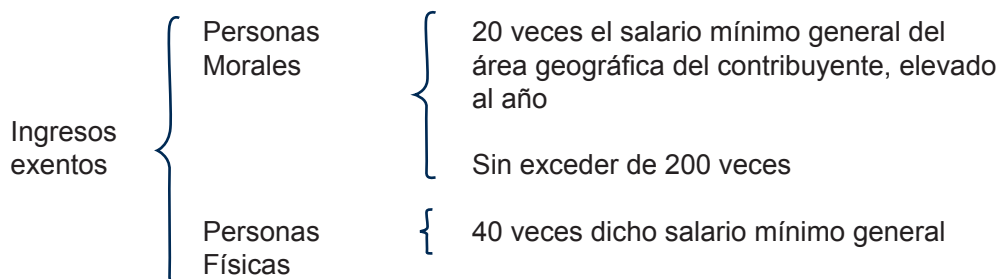 Ingresos
exentos
Personas
Morales
20 veces el salario mínimo general del
área geográfica del contribuyente, elevado
al año
Sin exceder de 200 veces
Personas
Físicas
40 veces dicho salario mínimo general